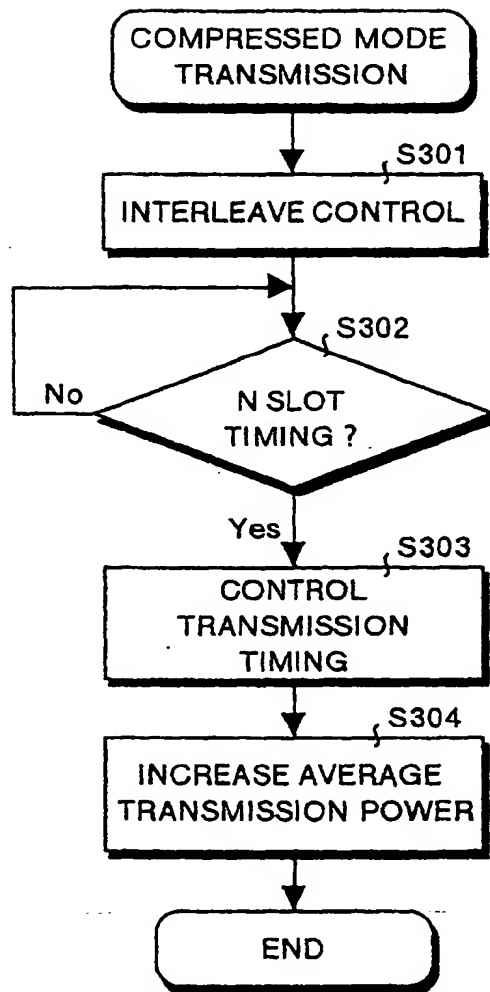 COMPRESSED MODE
TRANSMISSION
S301
INTERLEAVE CONTROL
S302
No
N SLOT
TIMING ?
Yes
S303
CONTROL
TRANSMISSION
TIMING
S304
INCREASE AVERAGE
TRANSMISSION POWER
END